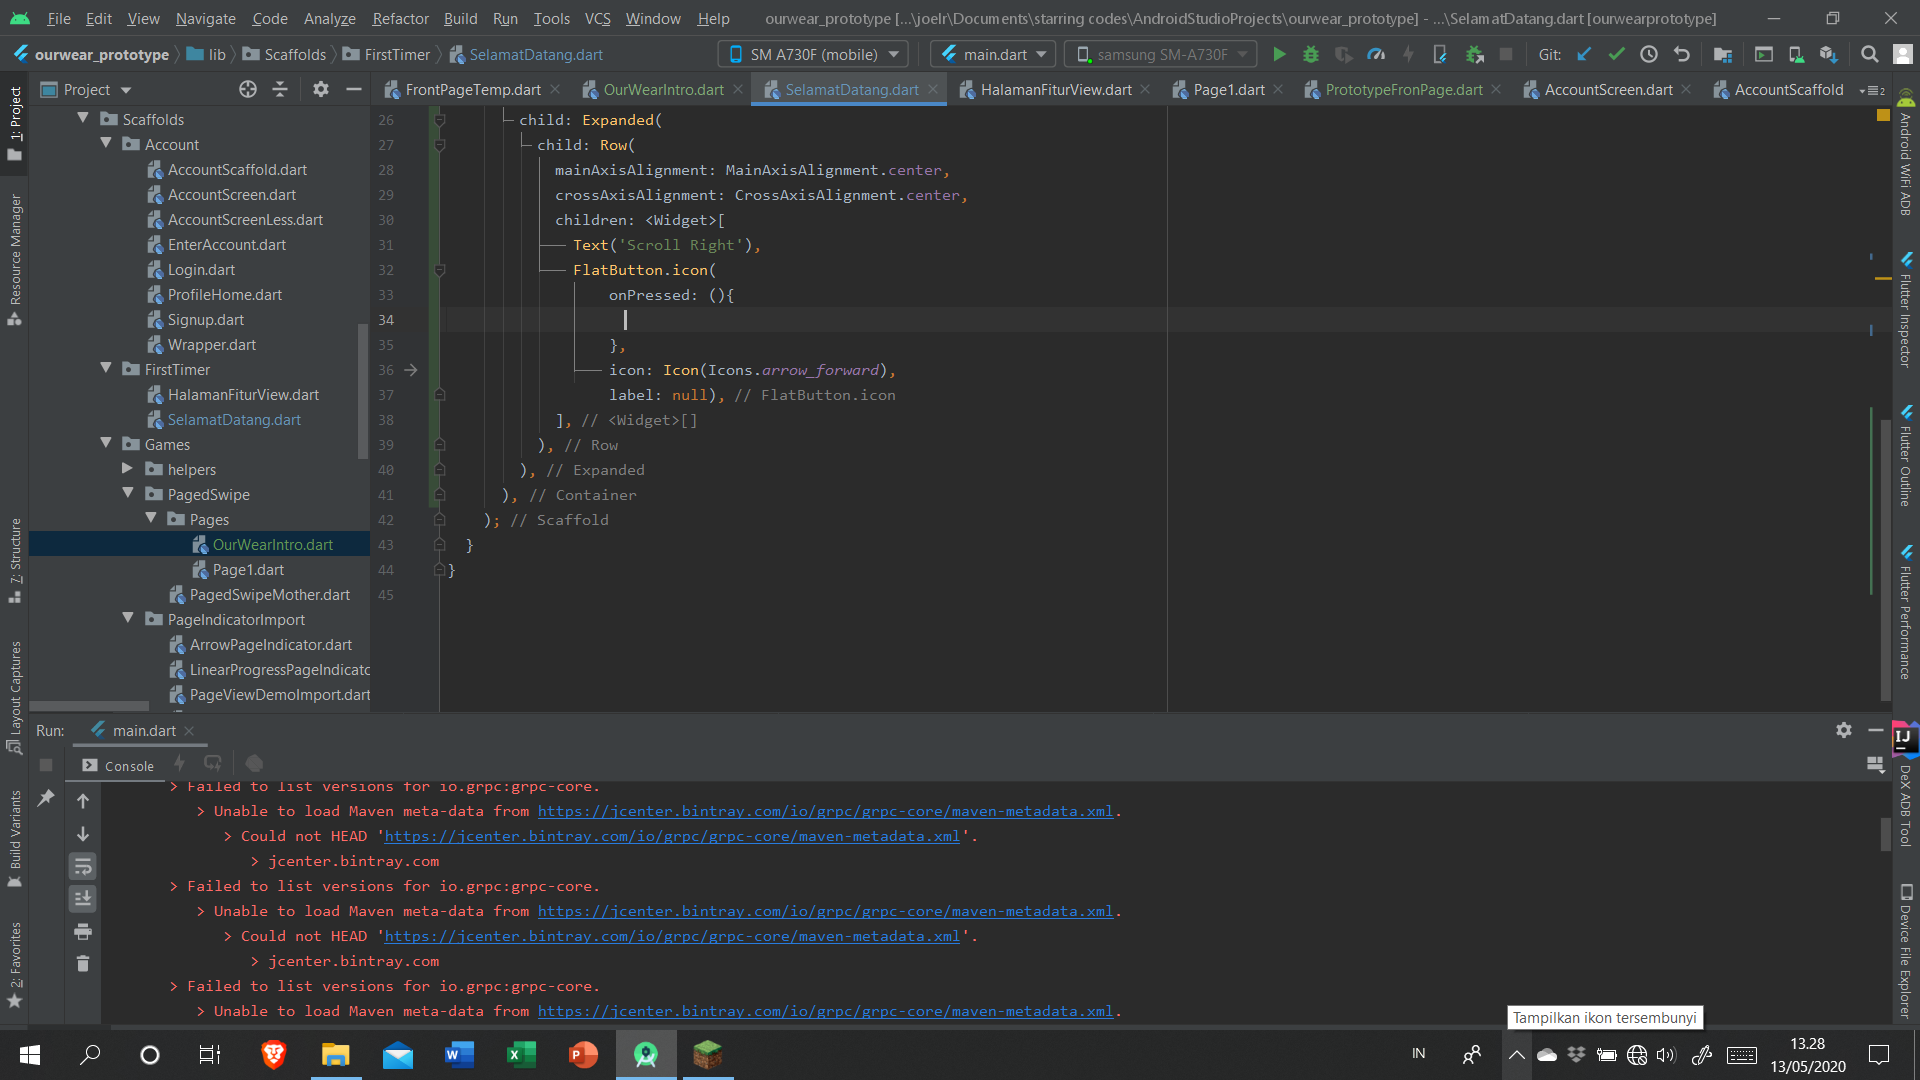 File Edit View Navigate Code Analyze Refactor Build Run Tools VCS Window Help ourwear_prototype [...\joelr\Documents\starring codes\AndroidStudioProjects\ourwear_prototype] - ...\SelamatDatang.dart [ourwearprototype]
ourwear_prototype lib Scaffolds FirstTimer SelamatDatang.dart SM A730F (mobile) main.dart samsung SM-A730F Git:
Project
FrontPageTemp.dart OurWearIntro.dart SelamatDatang.dart HalamanFiturView.dart Page1.dart PrototypeFronPage.dart AccountScreen.dart AccountScaffold 2
1: Project
Resource Manager
7: Structure
Layout Captures
Build Variants
2: Favorites
Scaffolds
Account
AccountScaffold.dart
AccountScreen.dart
AccountScreenLess.dart
EnterAccount.dart
Login.dart
ProfileHome.dart
Signup.dart
Wrapper.dart
FirstTimer
HalamanFiturView.dart
SelamatDatang.dart
Games
helpers
PagedSwipe
Pages
OurWearIntro.dart
Page1.dart
PagedSwipeMother.dart
PageIndicatorImport
ArrowPageIndicator.dart
LinearProgressPageIndicato
PageViewDemoImport.dart
26 child: Expanded(
27 child: Row(
28 mainAxisAlignment: MainAxisAlignment.center,
29 crossAxisAlignment: CrossAxisAlignment.center,
30 children: <Widget>[
31 Text('Scroll Right'),
32 FlatButton.icon(
33 onPressed: (){
34
35 },
36 icon: Icon(Icons.arrow_forward),
37 label: null), // FlatButton.icon
38 ], // <Widget>[]
39 ), // Row
40 ), // Expanded
41 ), // Container
42 ); // Scaffold
43 }
44 }
45
Android WiFi ADB
Flutter Inspector
Flutter Outline
Flutter Performance
IJ
DeX ADB Tool
Device File Explorer
Run: main.dart
Console
> Failed to list versions for io.grpc:grpc-core.
> Unable to load Maven meta-data from https://jcenter.bintray.com/io/grpc/grpc-core/maven-metadata.xml.
> Could not HEAD 'https://jcenter.bintray.com/io/grpc/grpc-core/maven-metadata.xml'.
> jcenter.bintray.com
> Failed to list versions for io.grpc:grpc-core.
> Unable to load Maven meta-data from https://jcenter.bintray.com/io/grpc/grpc-core/maven-metadata.xml.
> Could not HEAD 'https://jcenter.bintray.com/io/grpc/grpc-core/maven-metadata.xml'.
> jcenter.bintray.com
> Failed to list versions for io.grpc:grpc-core.
> Unable to load Maven meta-data from https://jcenter.bintray.com/io/grpc/grpc-core/maven-metadata.xml.
Tampilkan ikon tersembunyi
IN
13.28
13/05/2020